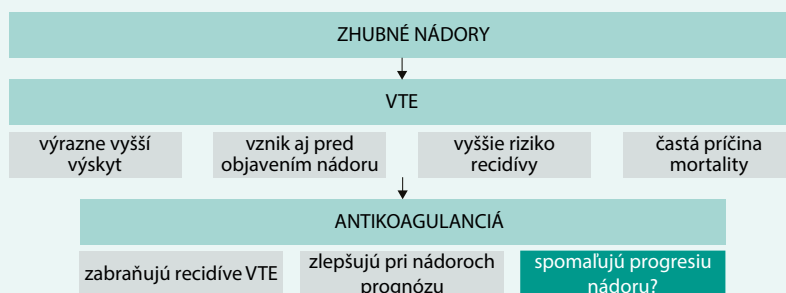 ZHUBNÉ NÁDORY
VTE
výrazne vyšší
výskyt
vznik aj pred
objavením nádoru
vyššie riziko
recidívy
častá príčina
mortality
ANTIKOAGULANCIÁ
zabraňujú recidíve VTE
zlepšujú pri nádoroch
prognózu
spomaľujú progresiu
nádoru?